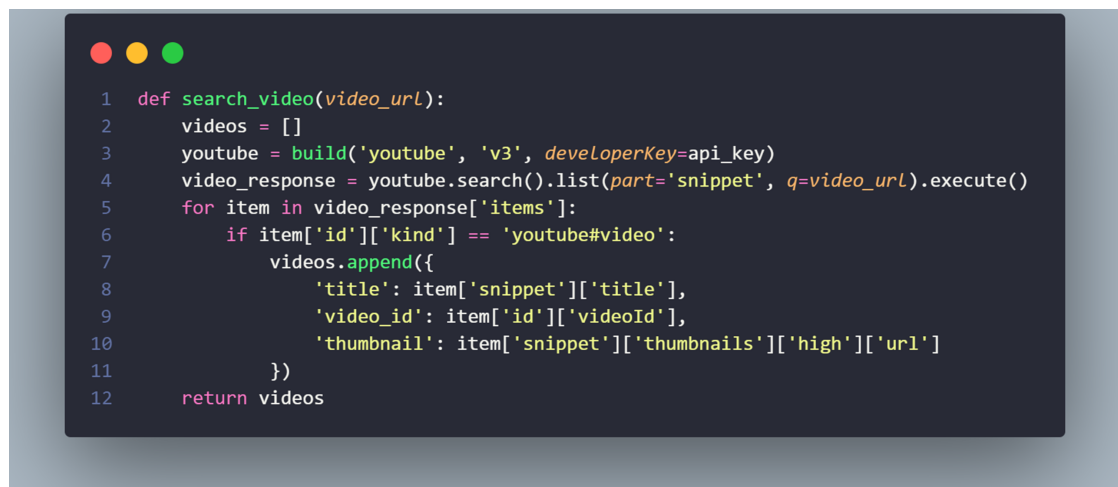 1 def search_video(video_url):
2     videos = []
3     youtube = build('youtube', 'v3', developerKey=api_key)
4     video_response = youtube.search().list(part='snippet', q=video_url).execute()
5     for item in video_response['items']:
6         if item['id']['kind'] == 'youtube#video':
7             videos.append({
8                 'title': item['snippet']['title'],
9                 'video_id': item['id']['videoId'],
10                 'thumbnail': item['snippet']['thumbnails']['high']['url']
11             })
12     return videos